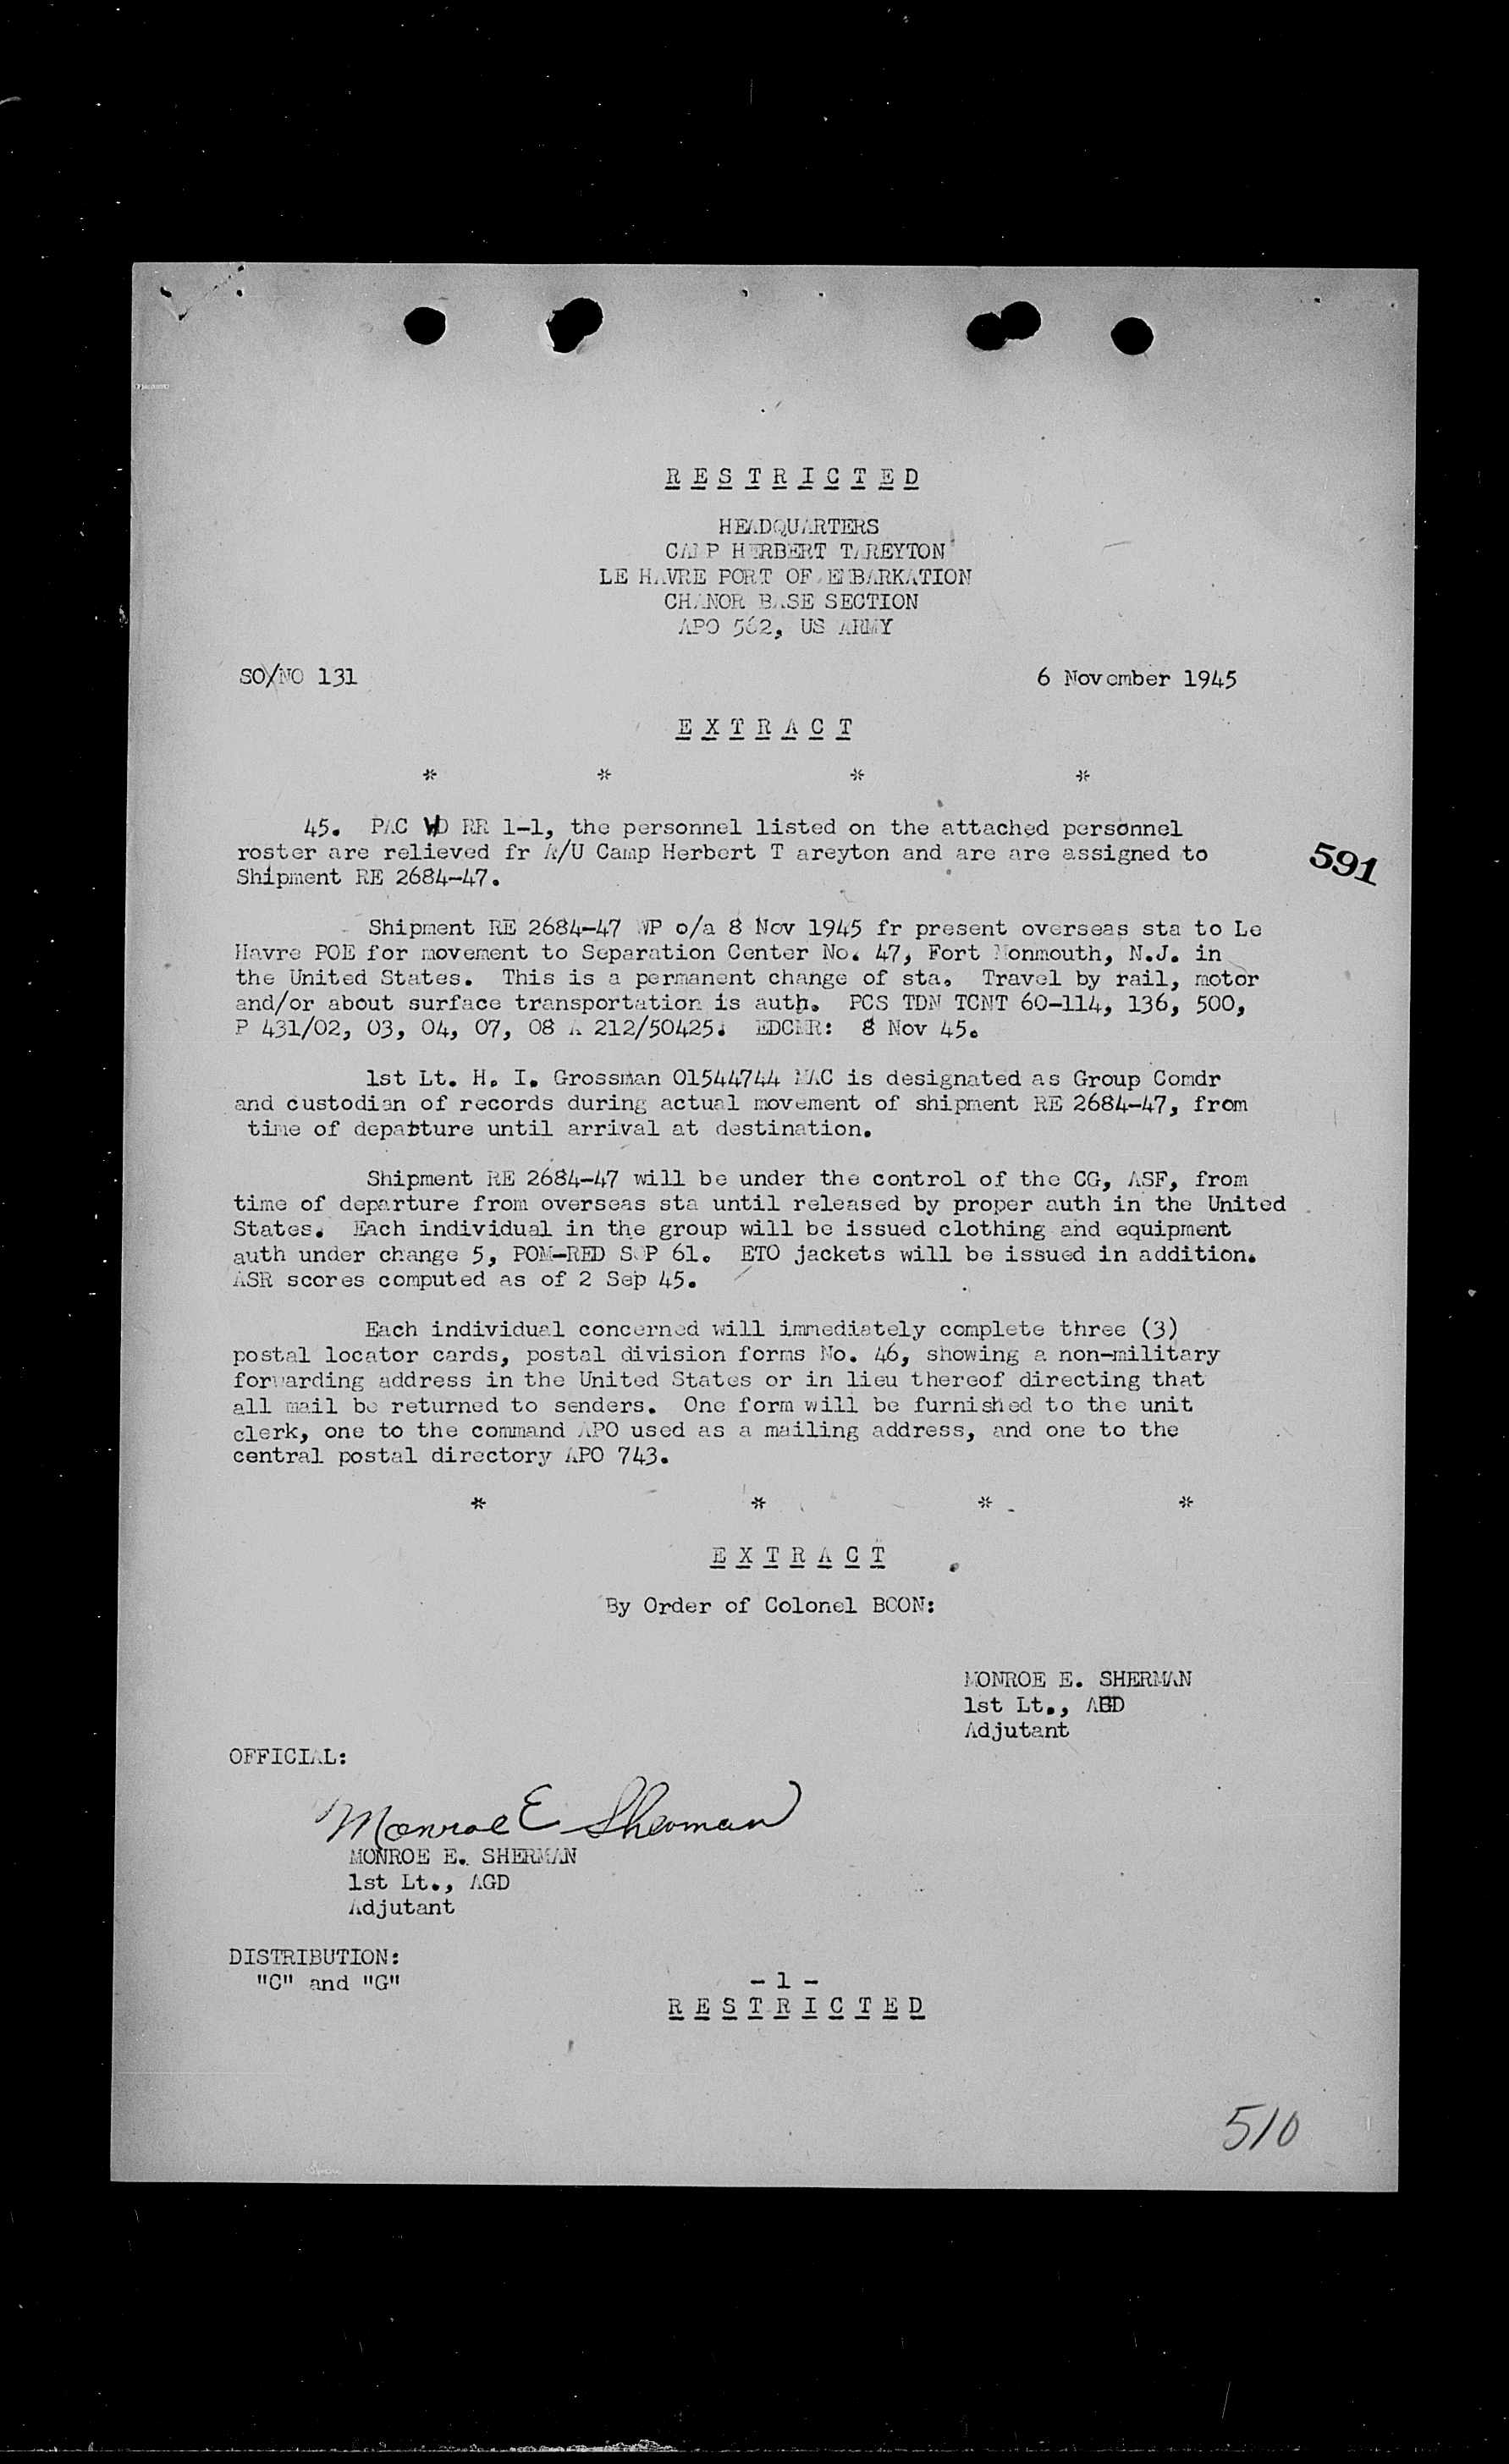 RESTRICTED
HEADQUARTERS
CAMP HERBERT TAREYTON
LE HAVRE PORT OF EMBARKATION
CHANOR BASE SECTION
APO 562, US ARMY
SO/NO 131 6 November 1945
EXTRACT
* * * *
45. PAC WD RR 1-1, the personnel listed on the attached personnel
roster are relieved fr A/U Camp Herbert T areyton and are are assigned to
Shipment RE 2684-47.
591
Shipment RE 2684-47 WP o/a 8 Nov 1945 fr present overseas sta to Le
Havre POE for movement to Separation Center No. 47, Fort Monmouth, N.J. in
the United States. This is a permanent change of sta. Travel by rail, motor
and/or about surface transportation is auth. PCS TDN TCNT 60-114, 136, 500,
P 431/02, 03, 04, 07, 08 A 212/50425. EDCMR: 8 Nov 45.
1st Lt. H. I. Grossman O1544744 MAC is designated as Group Comdr
and custodian of records during actual movement of shipment RE 2684-47, from
time of depatture until arrival at destination.
Shipment RE 2684-47 will be under the control of the CG, ASF, from
time of departure from overseas sta until released by proper auth in the United
States. Each individual in the group will be issued clothing and equipment
auth under change 5, POM-RED SOP 61. ETO jackets will be issued in addition.
ASR scores computed as of 2 Sep 45.
Each individual concerned will immediately complete three (3)
postal locator cards, postal division forms No. 46, showing a non-military
forwarding address in the United States or in lieu thereof directing that
all mail be returned to senders. One form will be furnished to the unit
clerk, one to the command APO used as a mailing address, and one to the
central postal directory APO 743.
* * * *
EXTRACT
By Order of Colonel BOON:
MONROE E. SHERMAN
1st Lt., AGD
Adjutant
OFFICIAL:
Monroe E Sherman
MONROE E. SHERMAN
1st Lt., AGD
Adjutant
DISTRIBUTION:
"C" and "G"
- 1 -
RESTRICTED
510